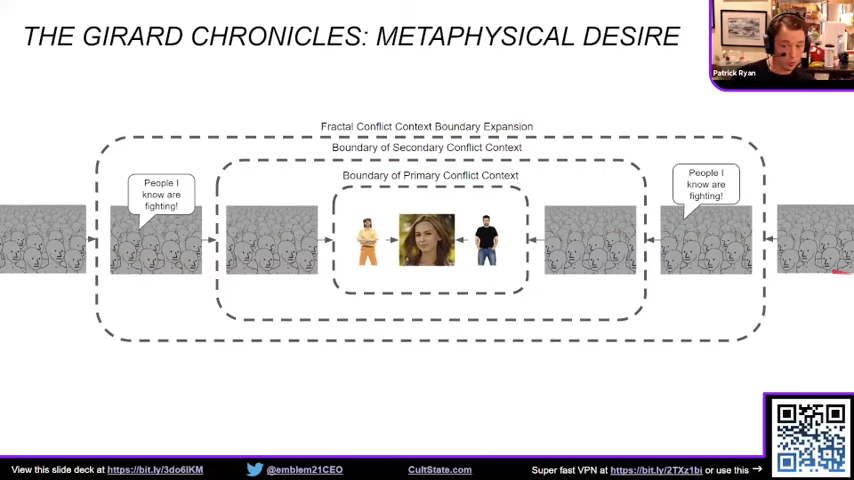 THE GIRARD CHRONICLES: METAPHYSICAL DESIRE
Patrick Ryan
Fractal Conflict Context Boundary Expansion
Boundary of Secondary Conflict Context
Boundary of Primary Conflict Context
People I
know are
fighting!
People I
know are
fighting!
View this slide deck at https://bit.ly/3do6IKM
@emblem21CEO
CultState.com
Super fast VPN at https://bit.ly/2TXz1bi or use this